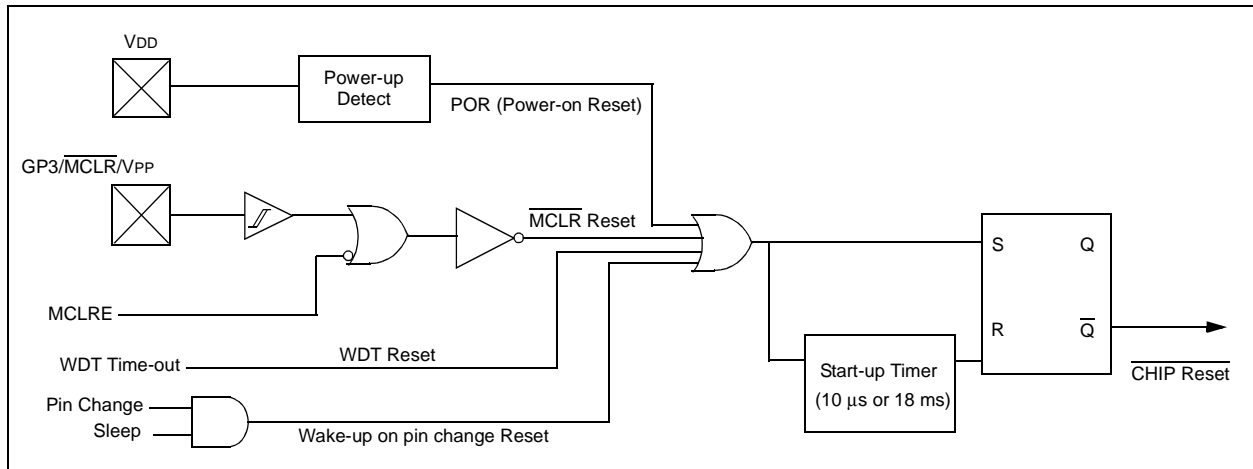 VDD
Power-up
Detect
POR (Power-on Reset)
GP3/MCLR/VPP
MCLR Reset
MCLRE
WDT Time-out
WDT Reset
Pin Change
Sleep
Wake-up on pin change Reset
S
Q
R
Q
Start-up Timer
(10 μs or 18 ms)
CHIP Reset